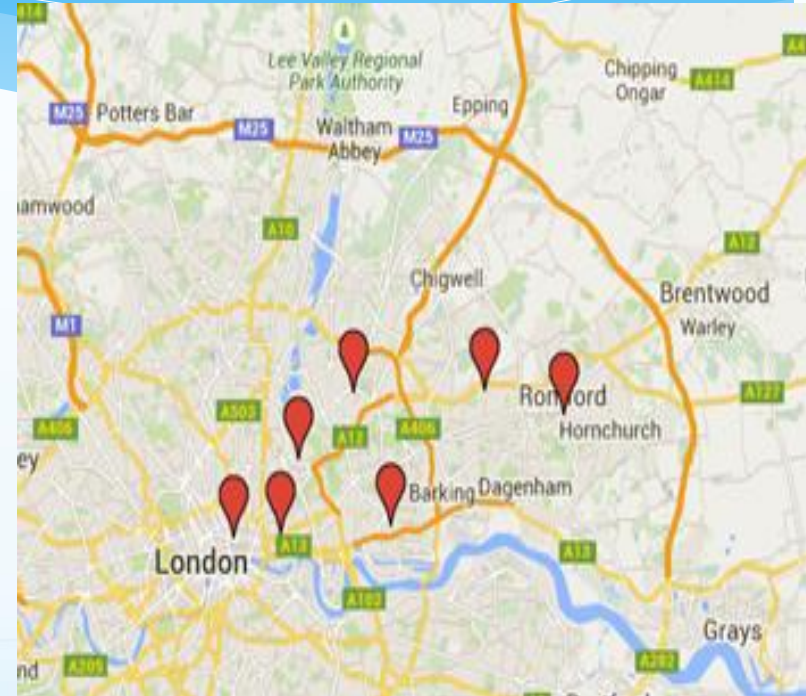 A414
Lee Valley Regional
Park Authority
Chipping
Ongar
A414
M25
Potters Bar
M25
Waltham
Abbey
M25
Epping
amwood
A10
A12
Chigwell
Brentwood
Warley
M1
A503
A406
A12
A406
Romford
Hornchurch
A127
ey
Barking
Dagenham
London
A13
A13
A102
Grays
A205
A282
nd